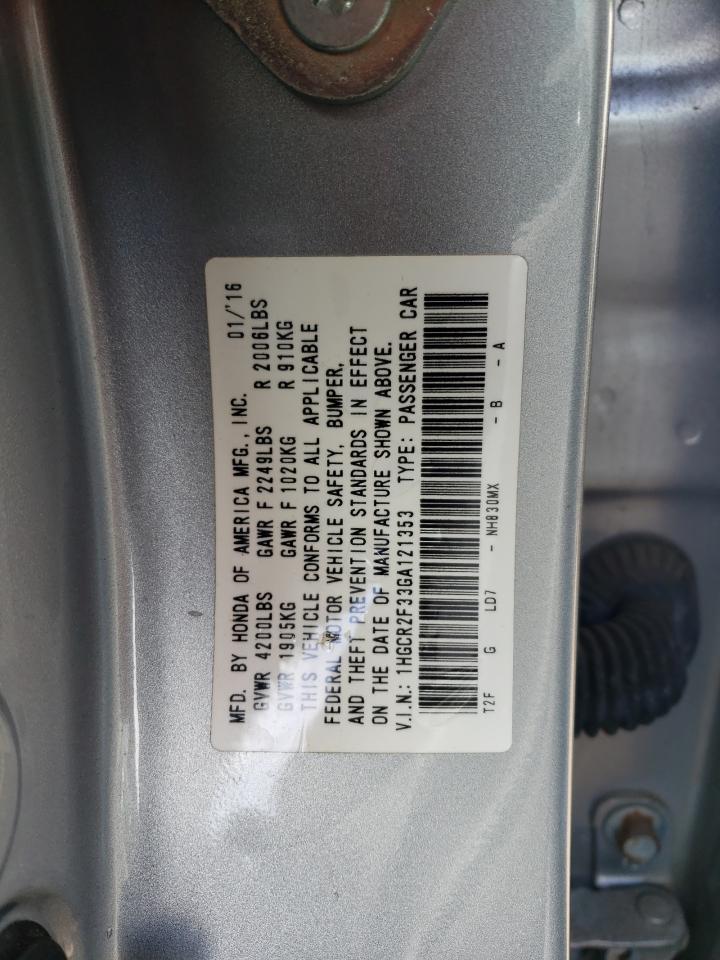 MFD. BY HONDA OF AMERICA MFG., INC. 01/'16
GVWR 4200LBS GAWR F 2249LBS R 2006LBS
GVWR 1905KG GAWR F 1020KG R 910KG
THIS VEHICLE CONFORMS TO ALL APPLICABLE
FEDERAL MOTOR VEHICLE SAFETY, BUMPER,
AND THEFT PREVENTION STANDARDS IN EFFECT
ON THE DATE OF MANUFACTURE SHOWN ABOVE.
V.I.N.: 1HGCR2F33GA121353 TYPE: PASSENGER CAR
T2F G LD7 - NH830MX - B - A